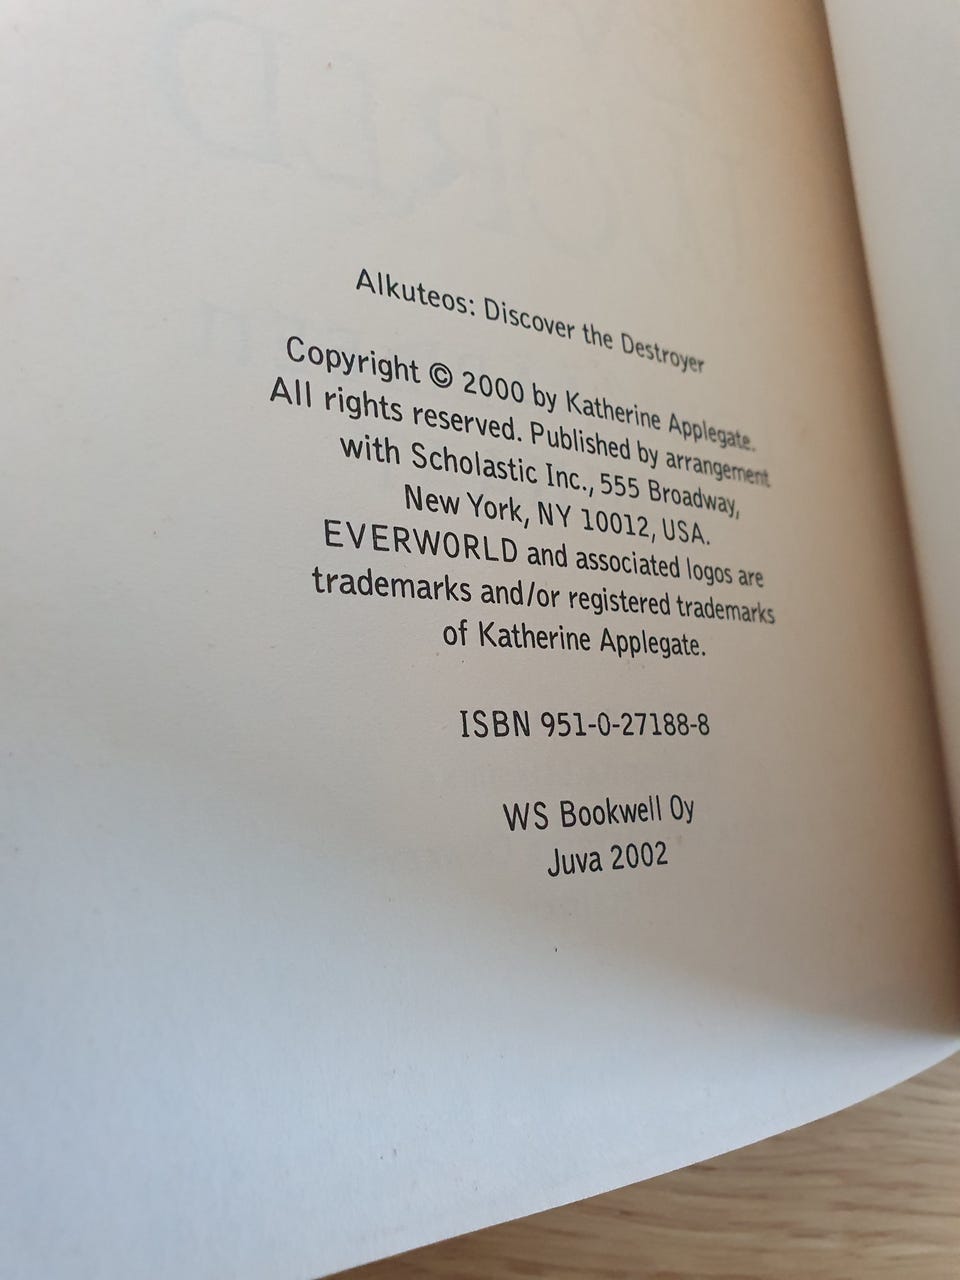 Alkuteos: Discover the Destroyer
Copyright © 2000 by Katherine Applegate.
All rights reserved. Published by arrangement
with Scholastic Inc., 555 Broadway,
New York, NY 10012, USA.
EVERWORLD and associated logos are
trademarks and/or registered trademarks
of Katherine Applegate.
ISBN 951-0-27188-8
WS Bookwell Oy
Juva 2002